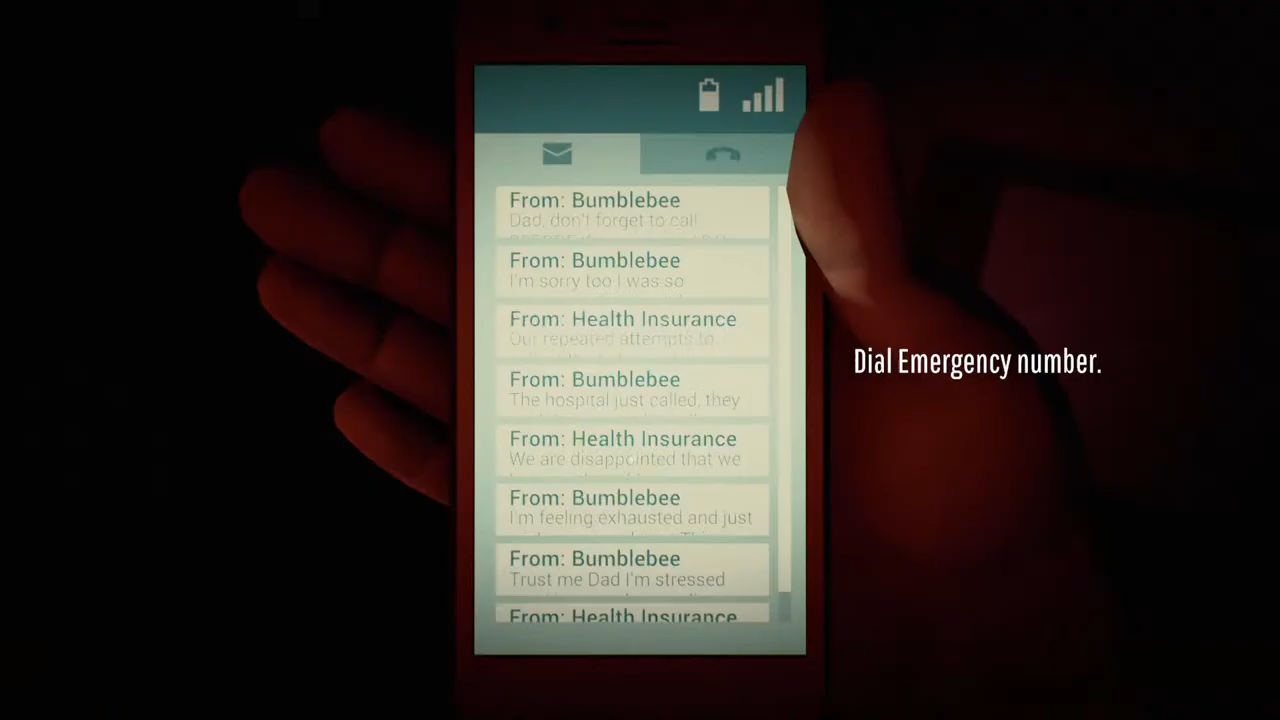 From: Bumblebee
Dad, don't forget to call
From: Bumblebee
I'm sorry too I was so
From: Health Insurance
Our repeated attempts to
From: Bumblebee
The hospital just called, they
From: Health Insurance
We are disappointed that we
From: Bumblebee
I'm feeling exhausted and just
From: Bumblebee
Trust me Dad I'm stressed
From: Health Insurance
Dial Emergency number.